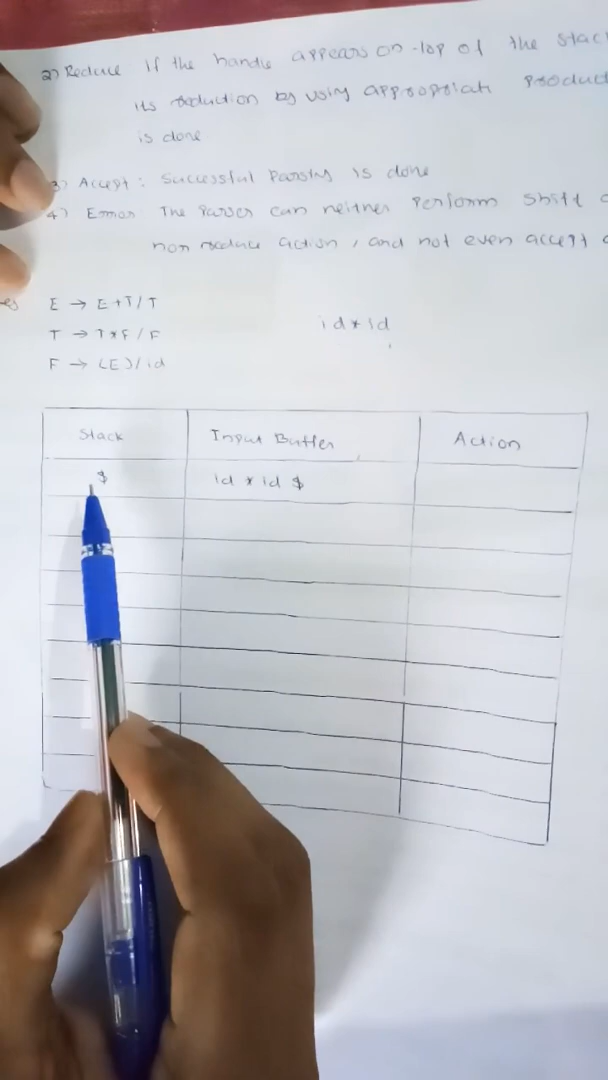 2) Reduce If the handle appears on top of the Stac
its reduction by using appropriate Product
is done
3) Accept : Successful Parsing is done
4) Error The Parser can neither Perform Shift
non reduce action, and not even accept
E → E+T/T
id*id
T → T*F/F
F → (E)/id
Stack Input Buffer Action
$ id * id $